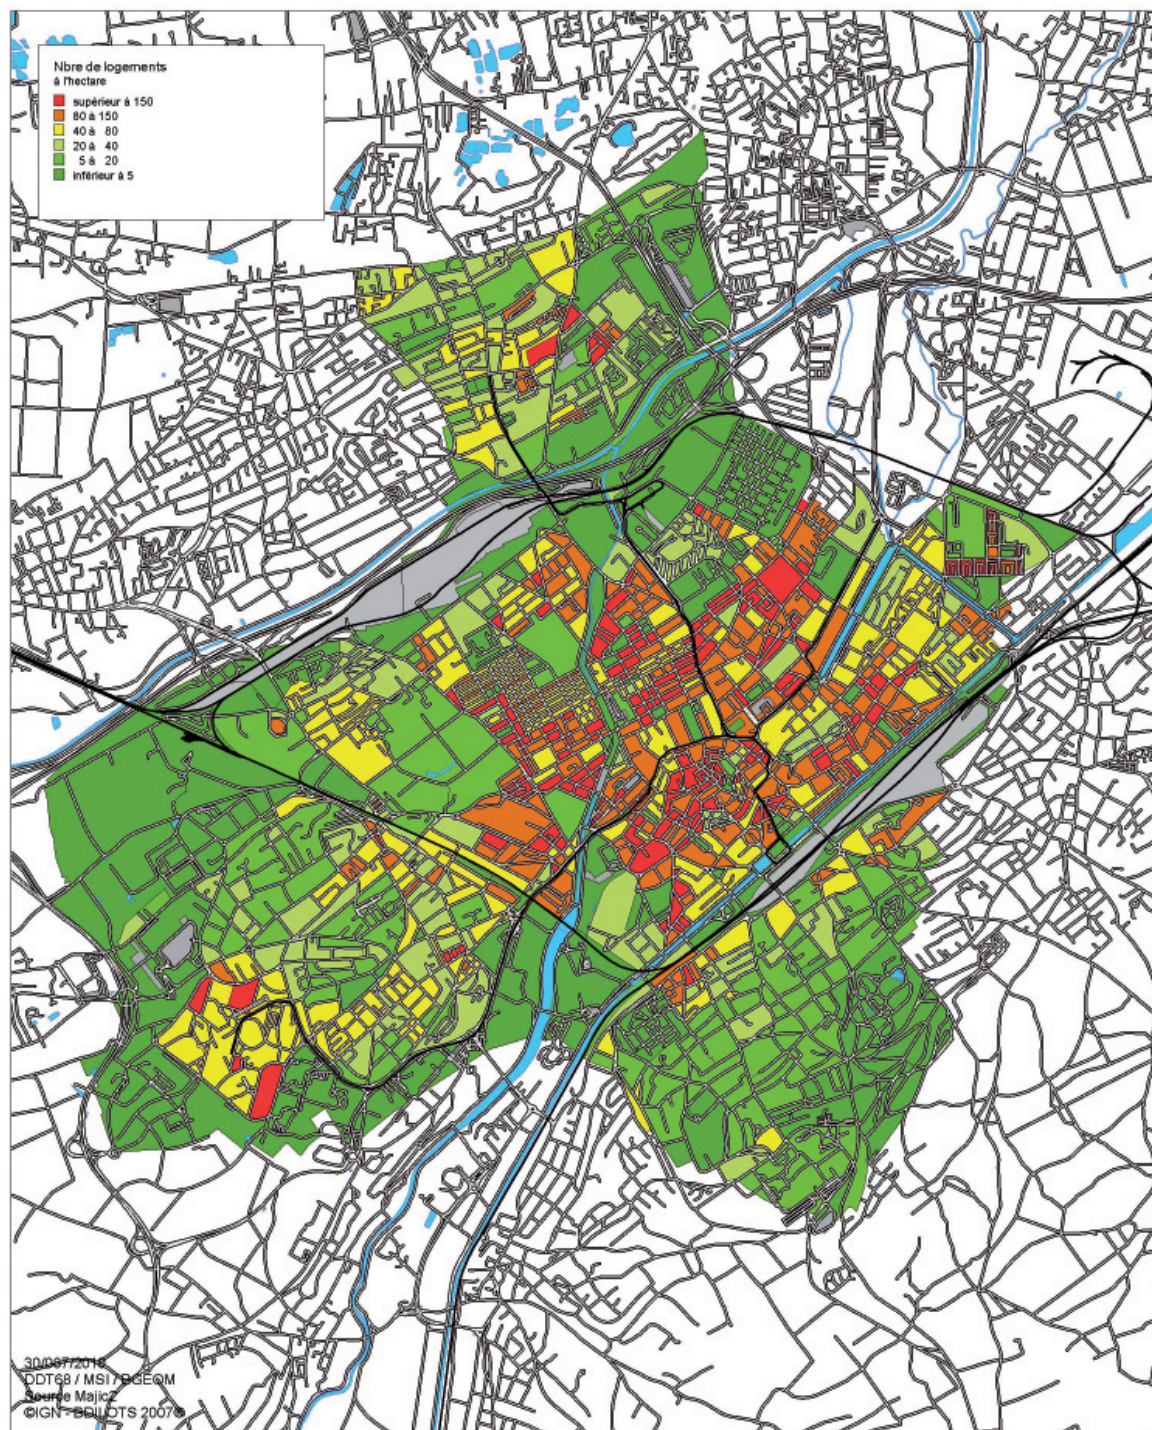 Nbre de logements
à l'hectare
supérieur à 150
80 à 150
40 à 80
20 à 40
5 à 20
inférieur à 5
DDT68 / MSI / BGEOM
Source Majic2
©IGN - BDILOTS 2007©